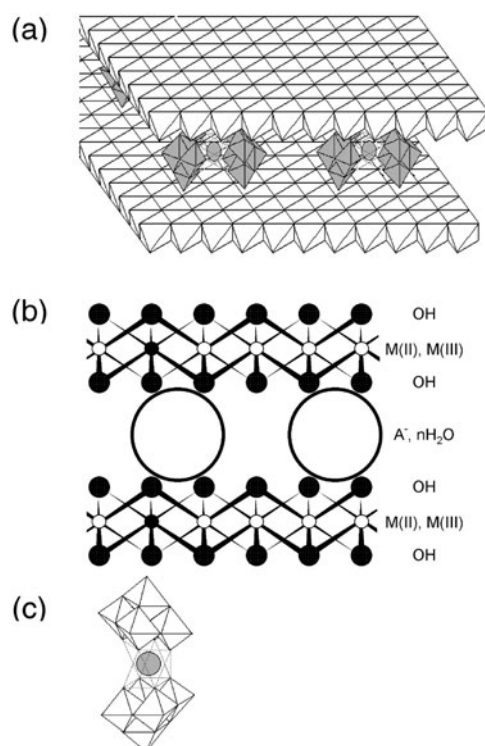 (a)
(b)
OH
M(II), M(III)
OH
A⁻, nH₂O
OH
M(II), M(III)
OH
(c)